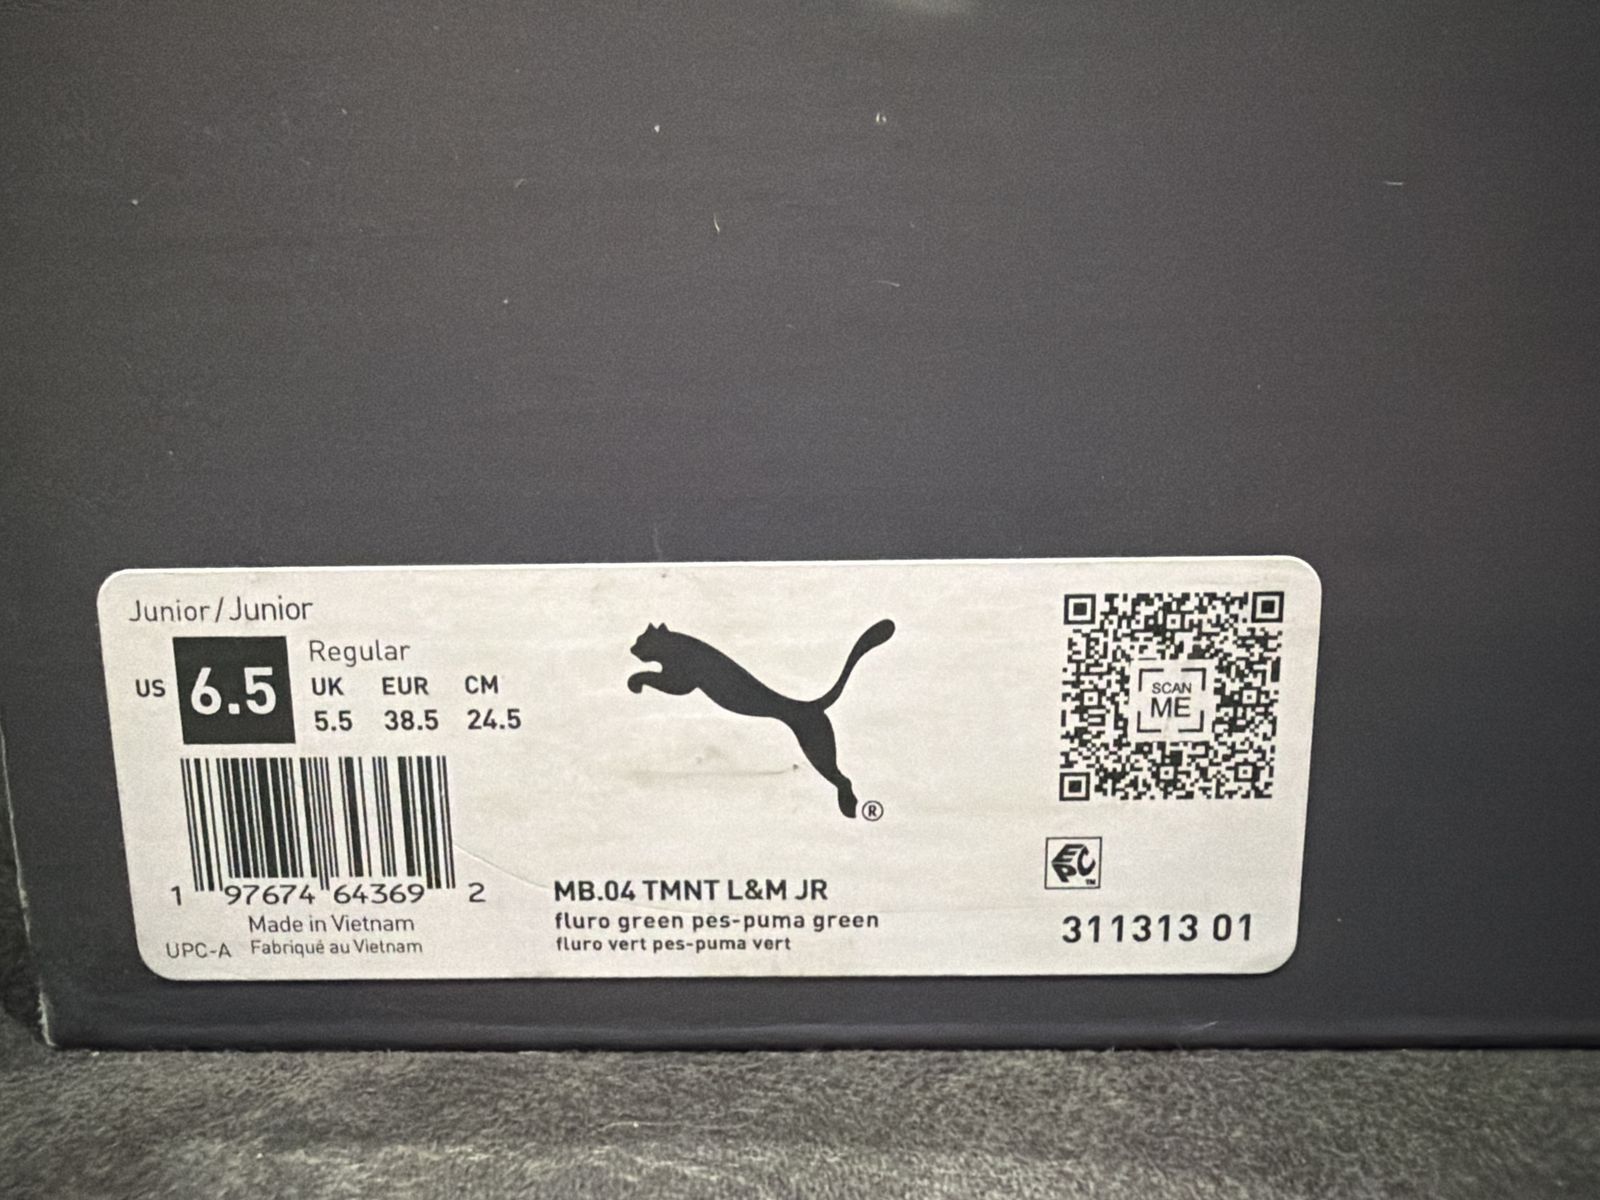 Junior / Junior
US 6.5
Regular
UK EUR CM
5.5 38.5 24.5
1 97674 64369 2
Made in Vietnam
UPC-A Fabriqué au Vietnam
®
MB.04 TMNT L&M JR
fluro green pes-puma green
fluro vert pes-puma vert
SCAN
ME
EPC™
311313 01